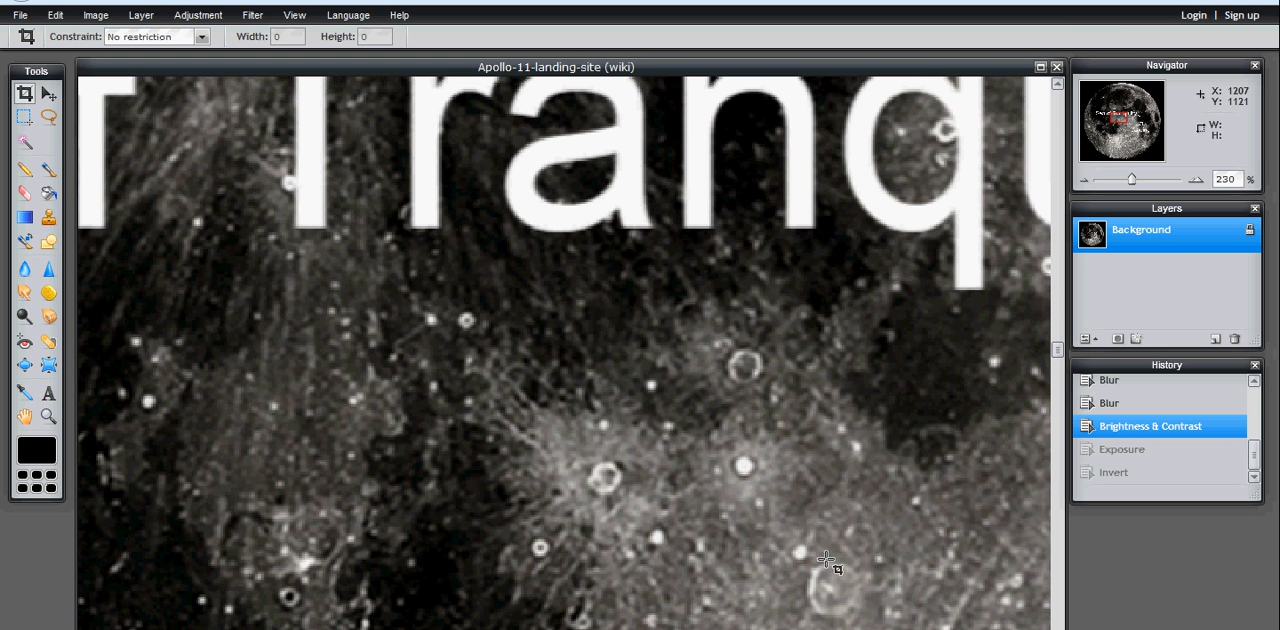 File Edit Image Layer Adjustment Filter View Language Help Login | Sign up
Constraint: No restriction Width: 0 Height: 0
Tools
Apollo-11-landing-site (wiki)
Navigator
X: 1207
Y: 1121
W:
H:
230 %
Layers
Background
History
Blur
Blur
Brightness & Contrast
Exposure
Invert
r Tranqu